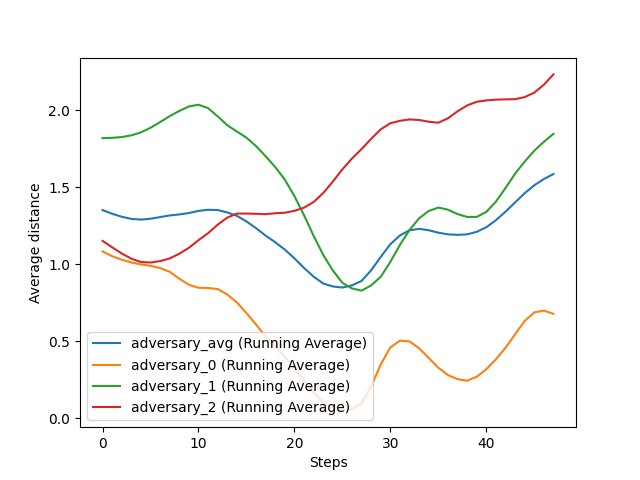 2.0
1.5
1.0
0.5
0.0
Average distance
adversary_avg (Running Average)
adversary_0 (Running Average)
adversary_1 (Running Average)
adversary_2 (Running Average)
0 10 20 30 40
Steps